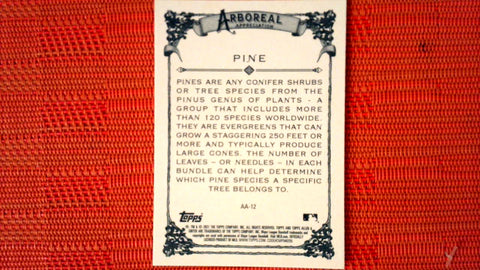 ARBOREAL
APPRECIATION
PINE
PINES ARE ANY CONIFER SHRUBS
OR TREE SPECIES FROM THE
PINUS GENUS OF PLANTS - A
GROUP THAT INCLUDES MORE
THAN 120 SPECIES WORLDWIDE.
THEY ARE EVERGREENS THAT CAN
GROW A STAGGERING 250 FEET OR
MORE AND TYPICALLY PRODUCE
LARGE CONES. THE NUMBER OF
LEAVES – OR NEEDLES – IN EACH
BUNDLE CAN HELP DETERMINE
WHICH PINE SPECIES A SPECIFIC
TREE BELONGS TO.
AA-12
Topps